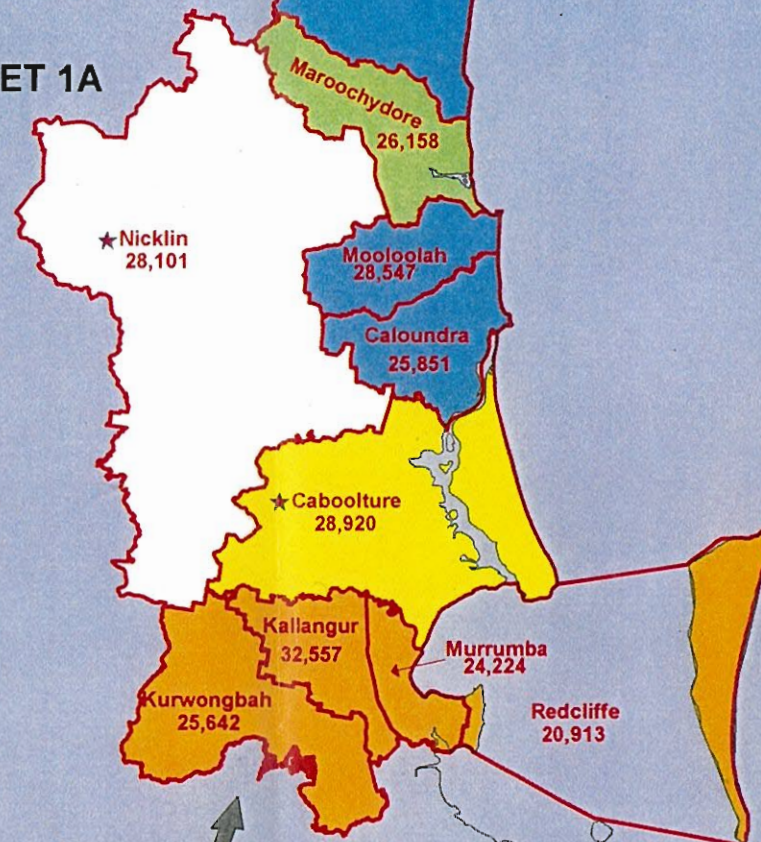 ET 1A
Maroochydore
26,158
Nicklin
28,101
Mooloolah
28,547
Caloundra
25,851
Caboolture
28,920
Kallangur
32,557
Murrumba
24,224
Kurwongbah
25,642
Redcliffe
20,913